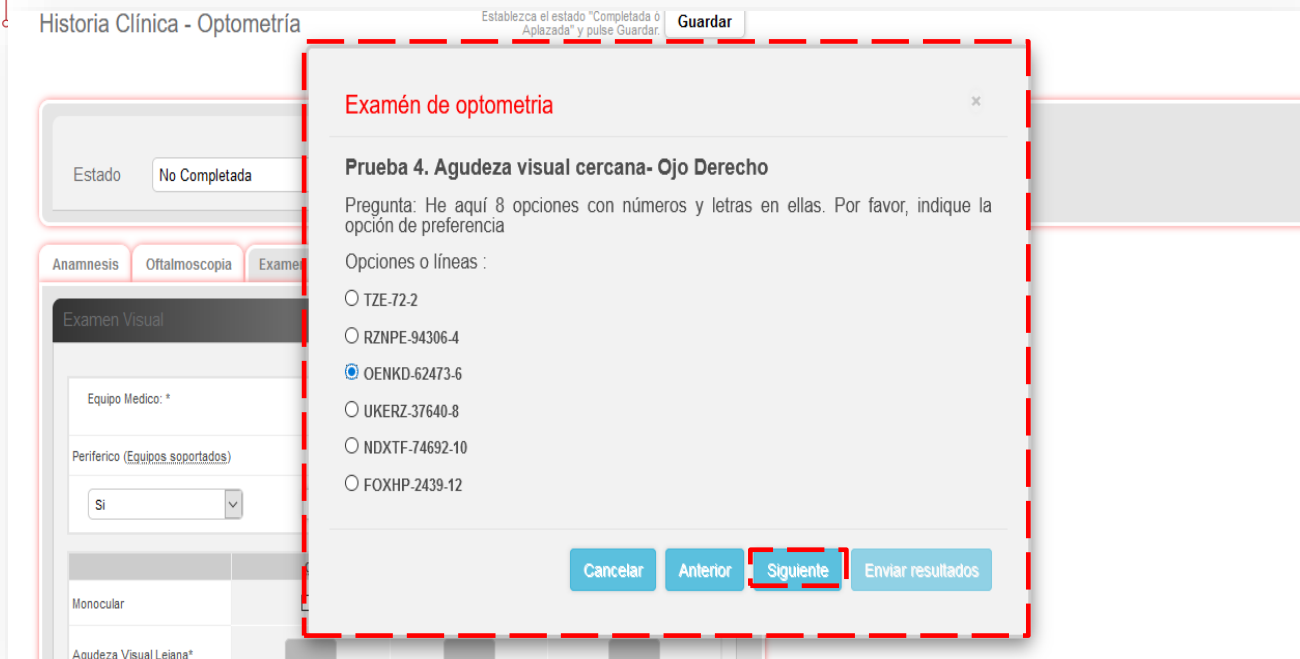 Historia Clínica - Optometría
Establezca el estado "Completada ó
Aplazada" y pulse Guardar.
Guardar
Examén de optometria
×
Estado
No Completada
Prueba 4. Agudeza visual cercana- Ojo Derecho
Pregunta: He aquí 8 opciones con números y letras en ellas. Por favor, indique la
opción de preferencia
Opciones o líneas :
TZE-72-2
RZNPE-94306-4
OENKD-62473-6
UKERZ-37640-8
NDXTF-74692-10
FOXHP-2439-12
Cancelar
Anterior
Siguiente
Enviar resultados
Anamnesis
Oftalmoscopia
Examen
Examen Visual
Equipo Medico: *
Periferico (Equipos soportados)
Si
Monocular
Agudeza Visual Lejana*